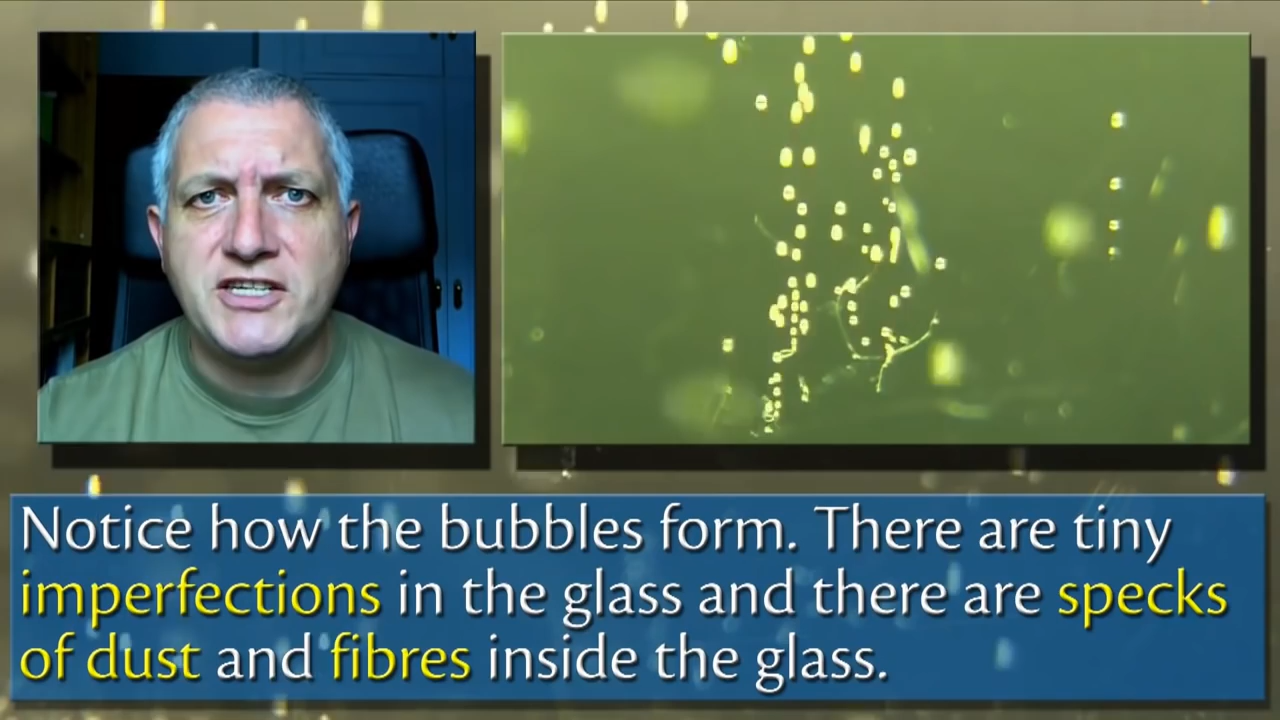 Notice how the bubbles form. There are tiny
imperfections in the glass and there are specks
of dust and fibres inside the glass.